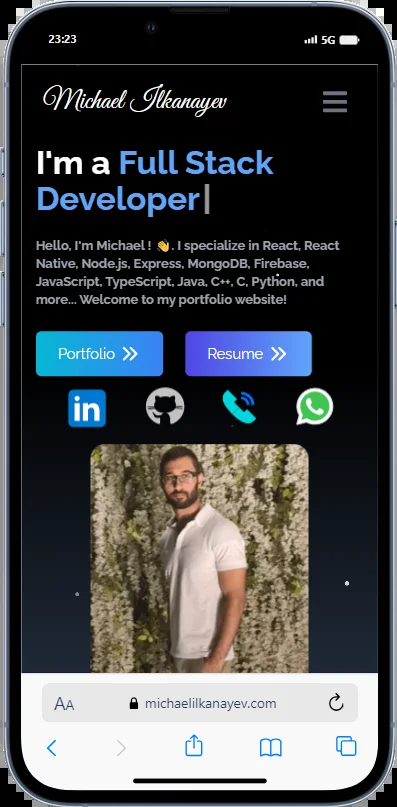 23:23
5G
Michael Ilkanayev
I'm a Full Stack
Developer
Hello, I'm Michael ! 👋. I specialize in React, React
Native, Node.js, Express, MongoDB, Firebase,
JavaScript, TypeScript, Java, C++, C, Python, and
more... Welcome to my portfolio website!
Portfolio
Resume
in
AA
michaelilkanayev.com